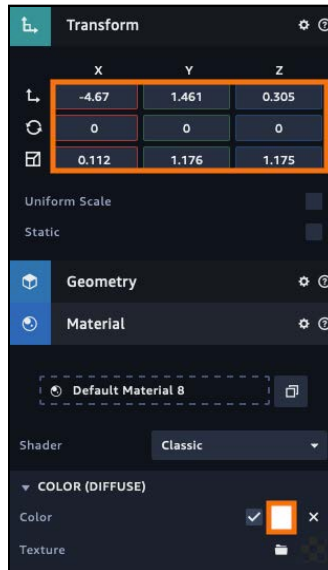 Transform
X Y Z
-4.67 1.461 0.305
0 0 0
0.112 1.176 1.175
Uniform Scale
Static
Geometry
Material
Default Material 8
Shader Classic
COLOR (DIFFUSE)
Color
Texture